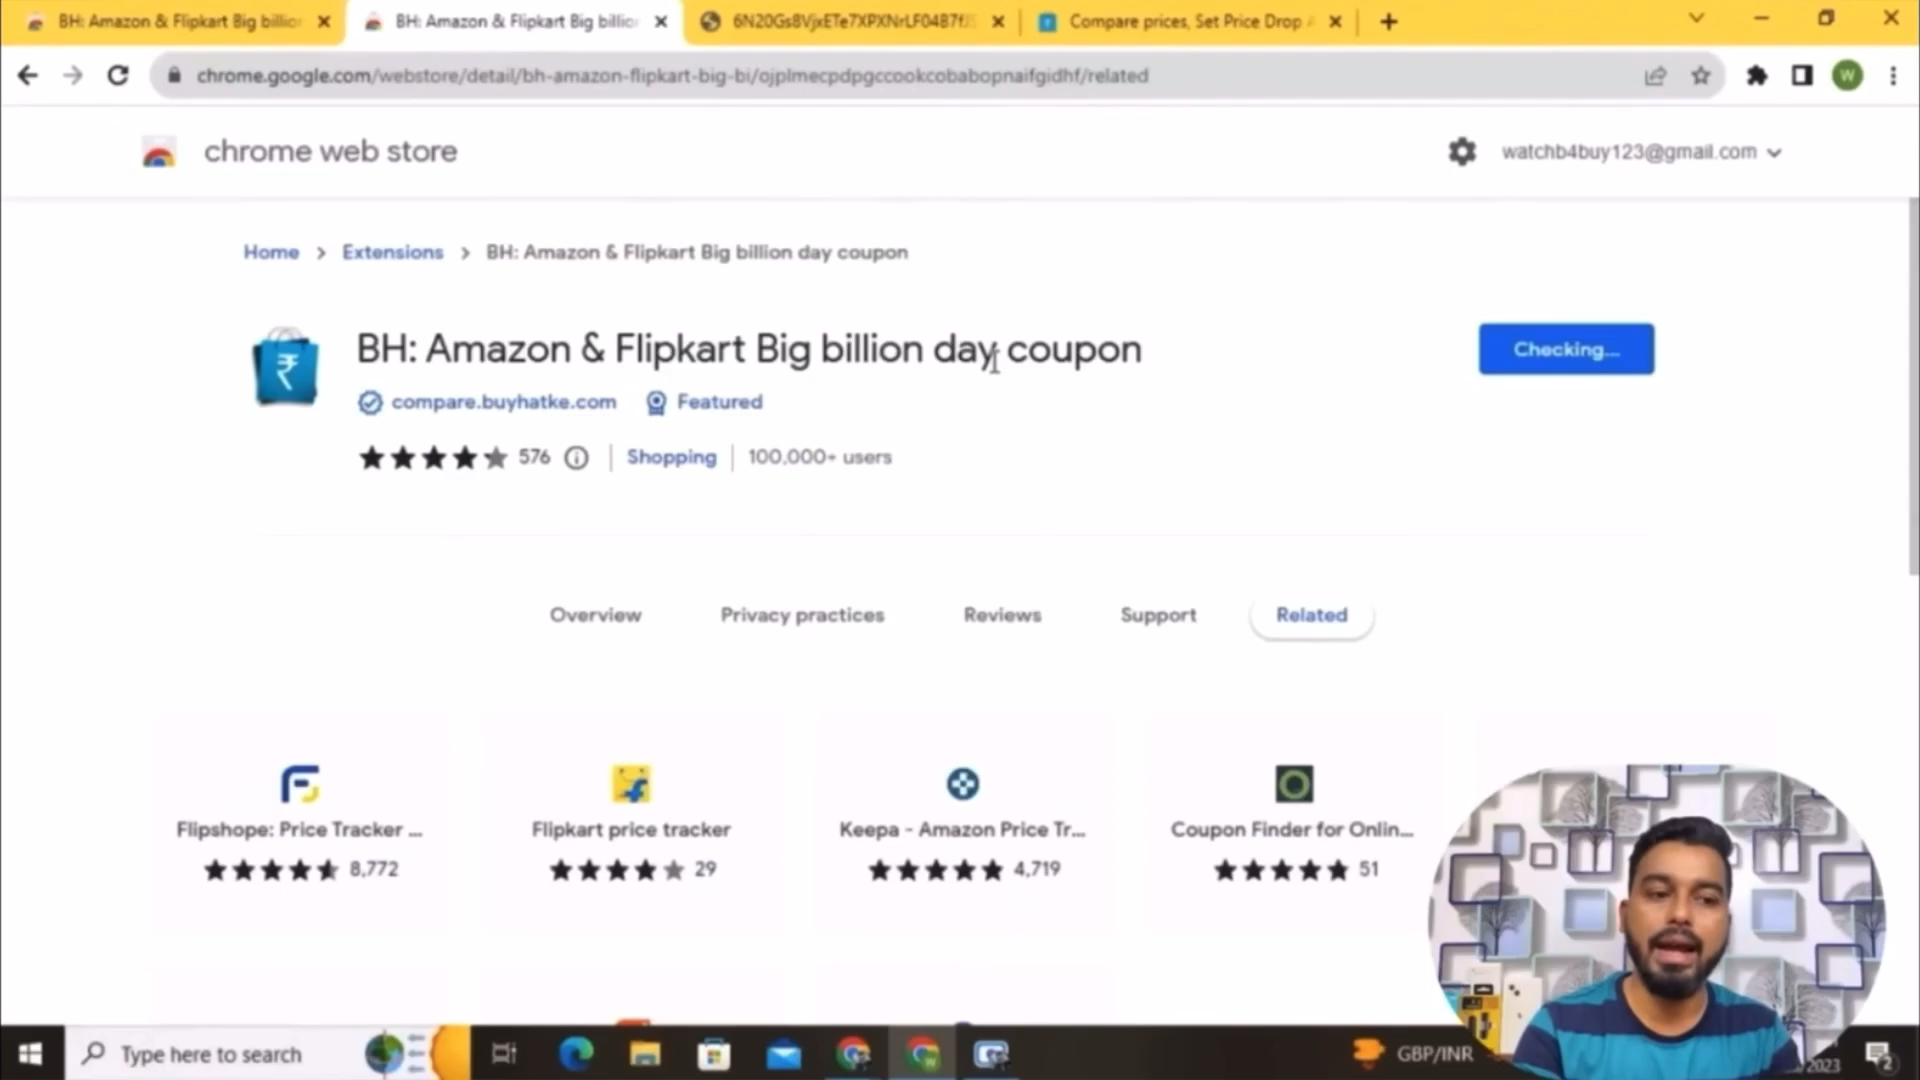 BH: Amazon & Flipkart Big billion
BH: Amazon & Flipkart Big billion
Compare prices, Set Price Drop A
chrome.google.com/webstore/detail/bh-amazon-flipkart-big-bi/ojplmecpdpgccookcobabopnaifgidhf/related
W
chrome web store
watchb4buy123@gmail.com
Home > Extensions > BH: Amazon & Flipkart Big billion day coupon
₹
BH: Amazon & Flipkart Big billion day coupon
Checking...
compare.buyhatke.com
Featured
576
Shopping
100,000+ users
Overview
Privacy practices
Reviews
Support
Related
Flipshope: Price Tracker ...
Flipkart price tracker
Keepa - Amazon Price Tr...
Coupon Finder for Onlin...
8,772
29
4,719
51
Type here to search
GBP/INR
2023
2